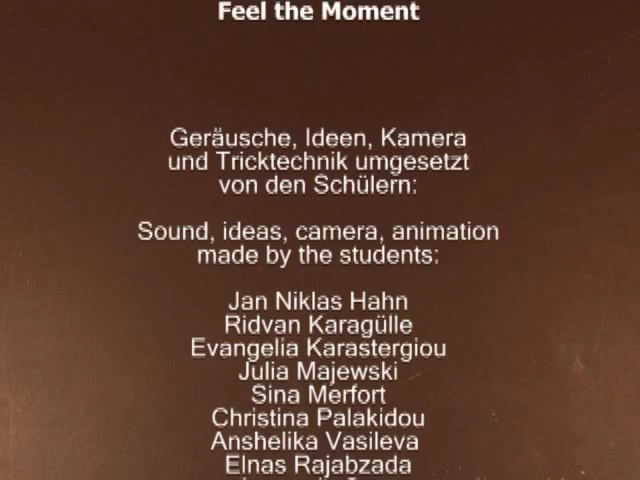 Feel the Moment
Geräusche, Ideen, Kamera
und Tricktechnik umgesetzt
von den Schülern:
Sound, ideas, camera, animation
made by the students:
Jan Niklas Hahn
Ridvan Karagülle
Evangelia Karastergiou
Julia Majewski
Sina Merfort
Christina Palakidou
Anshelika Vasileva
Elnas Rajabzada